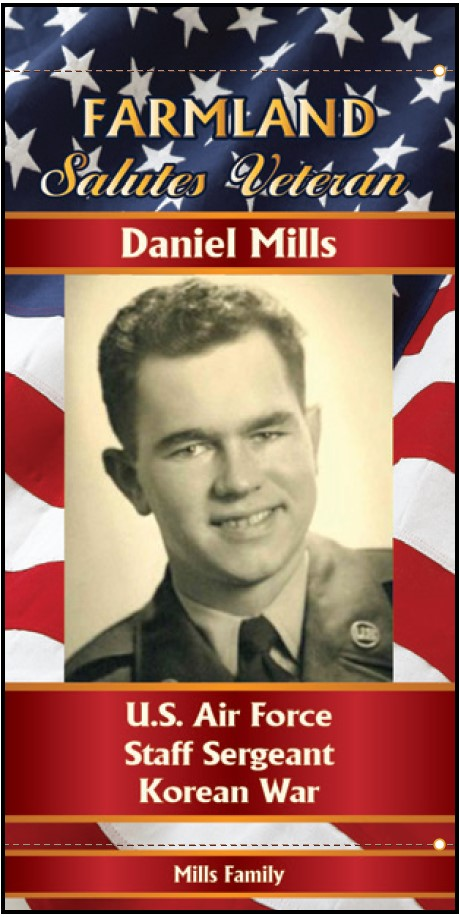 FARMLAND
Salutes Veteran
Daniel Mills
U.S. Air Force
Staff Sergeant
Korean War
Mills Family